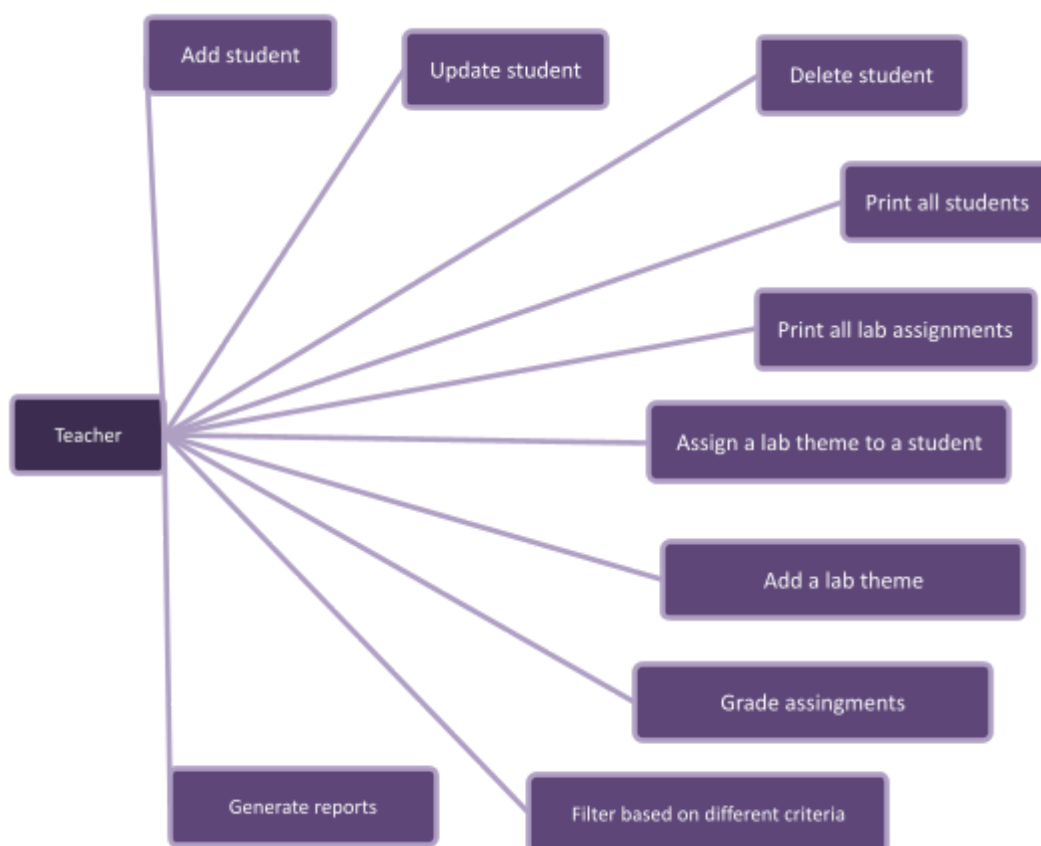 Add student
Update student
Delete student
Print all students
Print all lab assignments
Teacher
Assign a lab theme to a student
Add a lab theme
Grade assingments
Generate reports
Filter based on different criteria